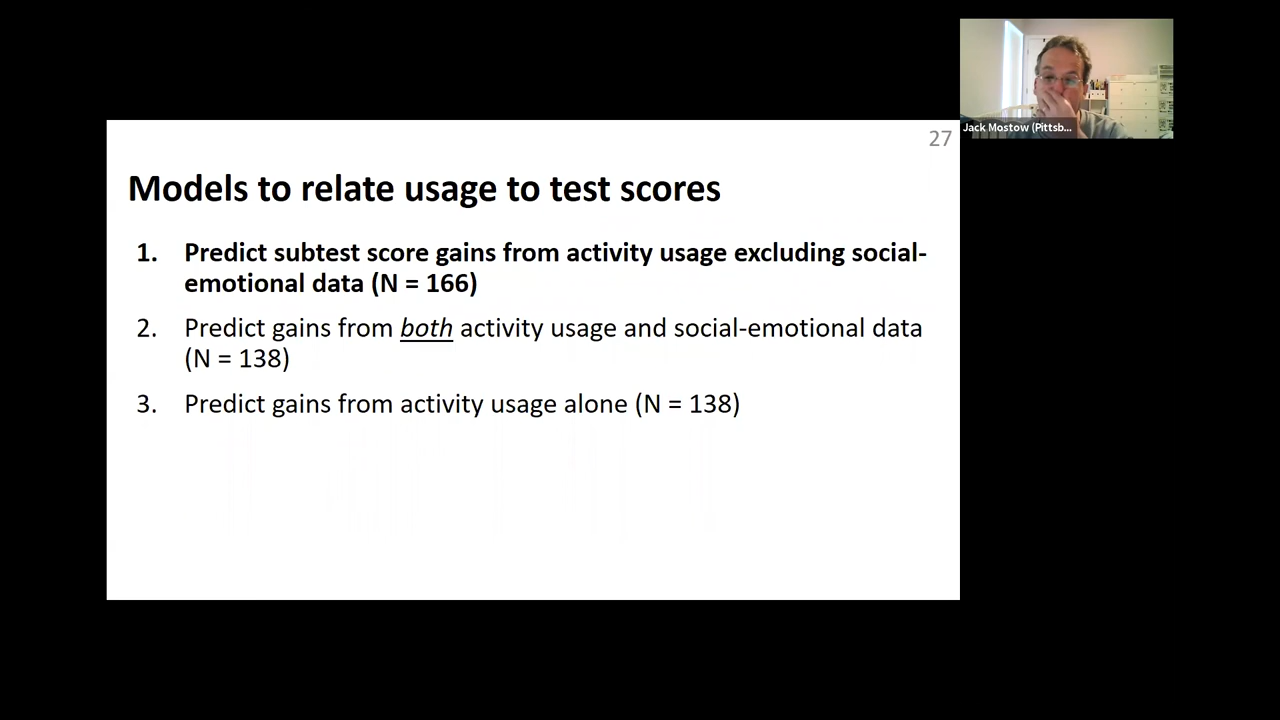 Jack Mostow (Pittsb...
27
Models to relate usage to test scores
1. Predict subtest score gains from activity usage excluding social-
emotional data (N = 166)
2. Predict gains from both activity usage and social-emotional data
(N = 138)
3. Predict gains from activity usage alone (N = 138)